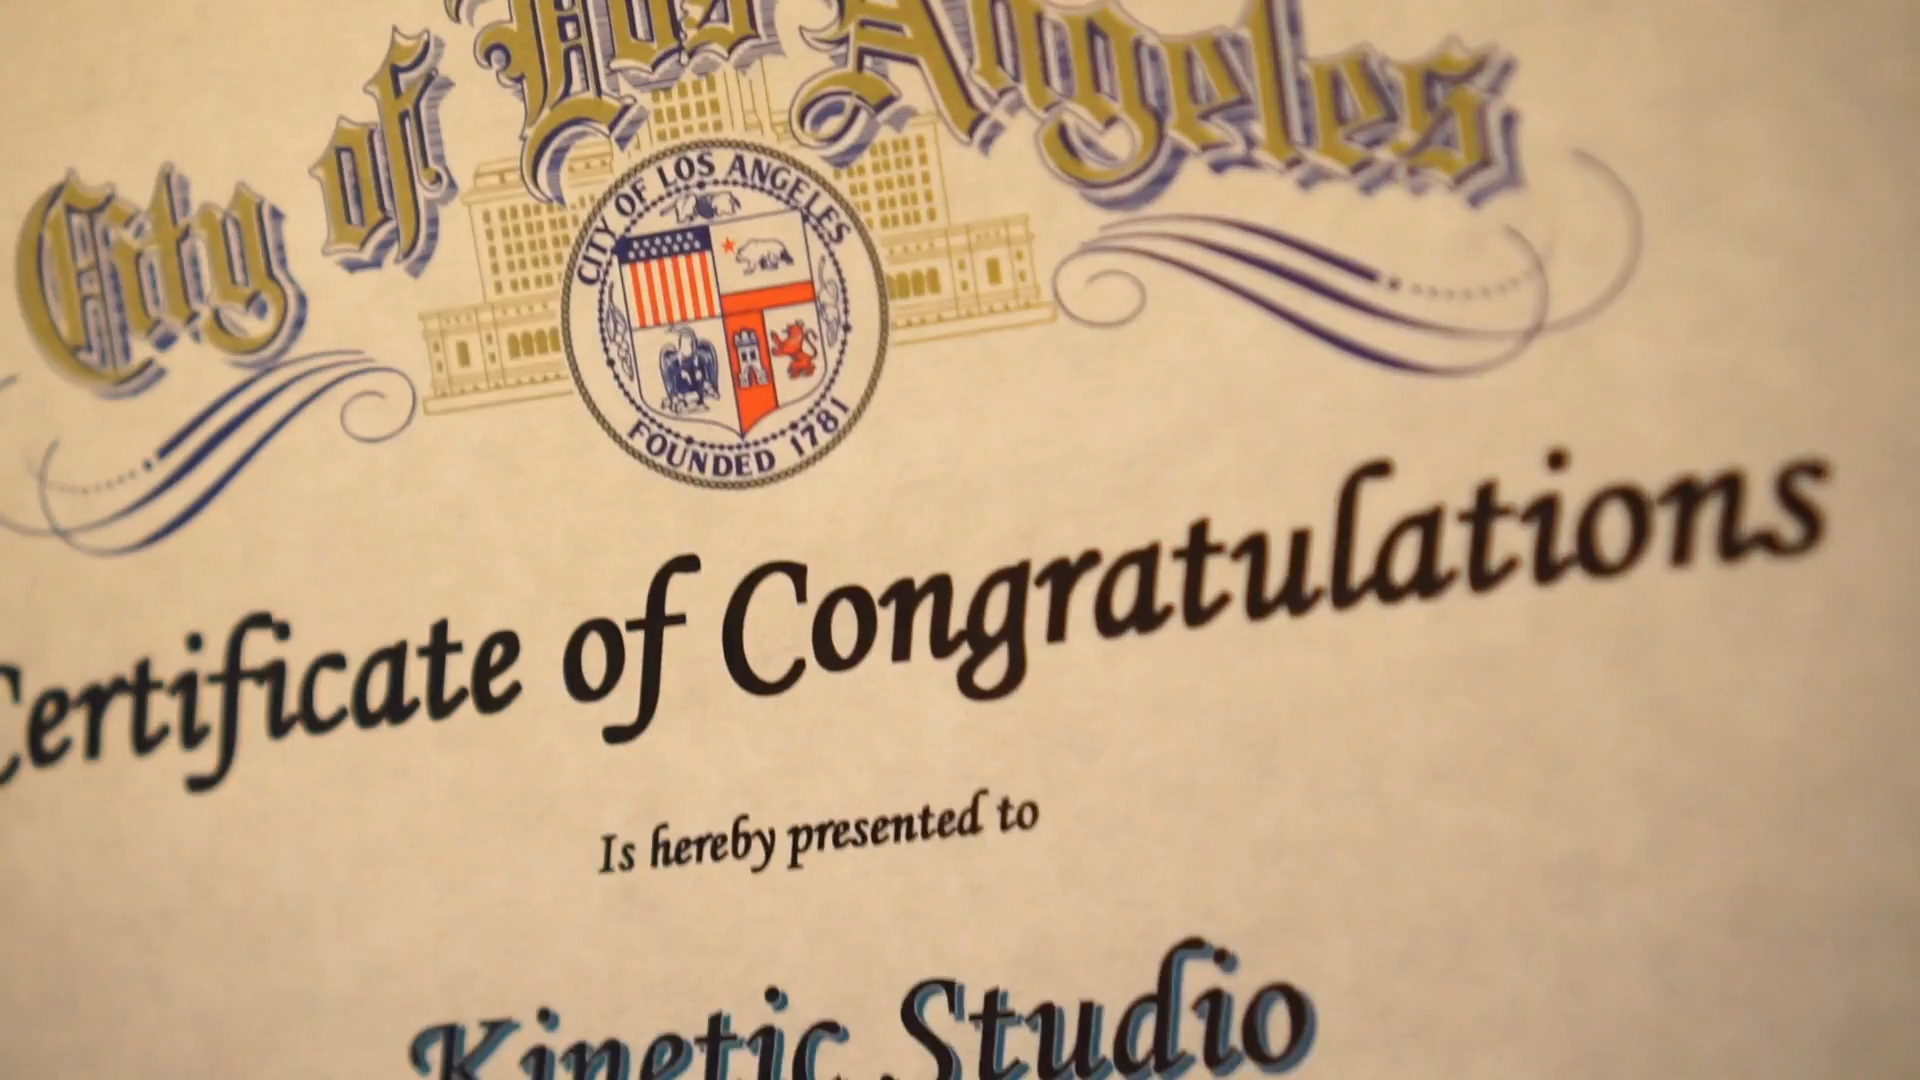 City of Los Angeles
CITY OF LOS ANGELES
FOUNDED 1781
Certificate of Congratulations
Is hereby presented to
Kinetic Studio